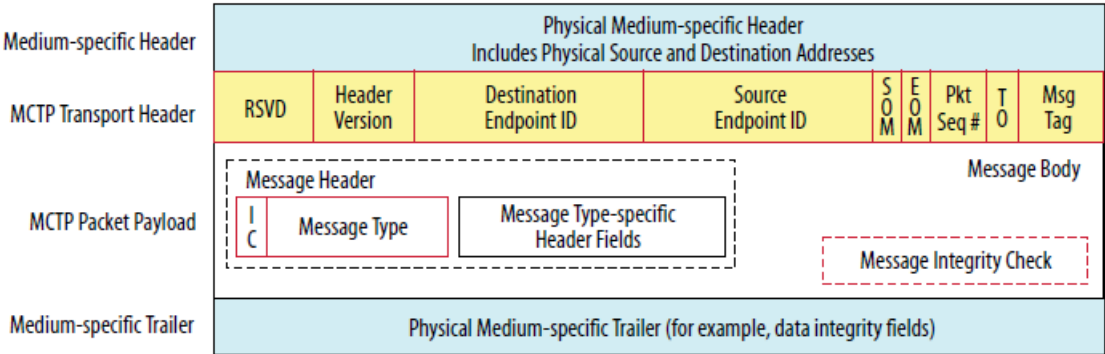 Medium-specific Header
Physical Medium-specific Header
Includes Physical Source and Destination Addresses
MCTP Transport Header
RSVD
Header
Version
Destination
Endpoint ID
Source
Endpoint ID
S
O
M
E
O
M
Pkt
Seq #
T
O
Msg
Tag
MCTP Packet Payload
Message Header
Message Body
I
C
Message Type
Message Type-specific
Header Fields
Message Integrity Check
Medium-specific Trailer
Physical Medium-specific Trailer (for example, data integrity fields)